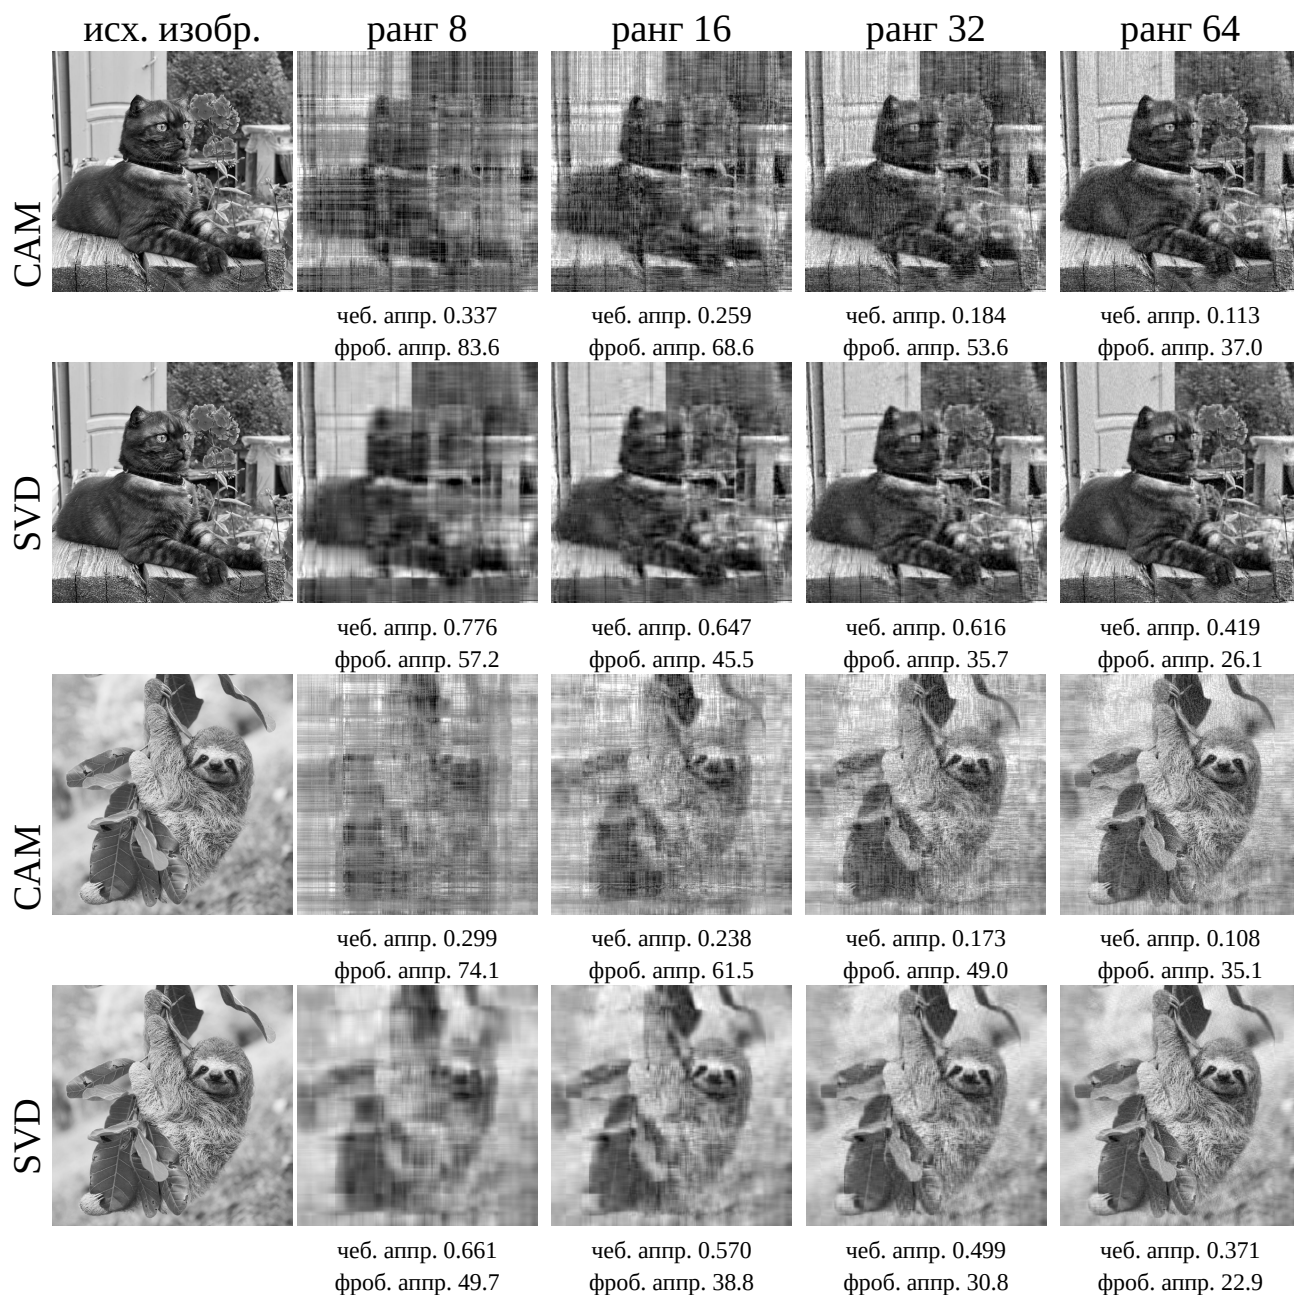 исх. изобр. ранг 8 ранг 16 ранг 32 ранг 64
CAM
чеб. аппр. 0.337 чеб. аппр. 0.259 чеб. аппр. 0.184 чеб. аппр. 0.113
фроб. аппр. 83.6 фроб. аппр. 68.6 фроб. аппр. 53.6 фроб. аппр. 37.0
SVD
чеб. аппр. 0.776 чеб. аппр. 0.647 чеб. аппр. 0.616 чеб. аппр. 0.419
фроб. аппр. 57.2 фроб. аппр. 45.5 фроб. аппр. 35.7 фроб. аппр. 26.1
CAM
чеб. аппр. 0.299 чеб. аппр. 0.238 чеб. аппр. 0.173 чеб. аппр. 0.108
фроб. аппр. 74.1 фроб. аппр. 61.5 фроб. аппр. 49.0 фроб. аппр. 35.1
SVD
чеб. аппр. 0.661 чеб. аппр. 0.570 чеб. аппр. 0.499 чеб. аппр. 0.371
фроб. аппр. 49.7 фроб. аппр. 38.8 фроб. аппр. 30.8 фроб. аппр. 22.9